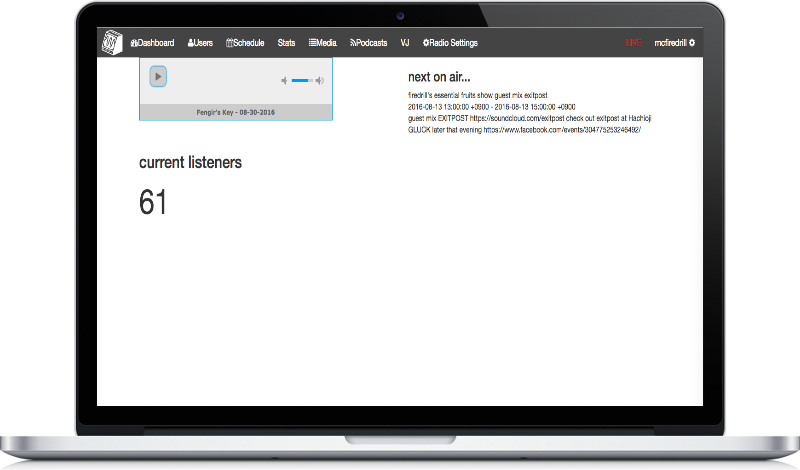 Dashboard Users Schedule Stats Media Podcasts VJ Radio Settings LIVE mcfiredrill
Fengir's Key - 08-30-2016
current listeners
61
next on air...
firedrill's essential fruits show guest mix exitpost
2016-08-13 13:00:00 +0900 - 2016-08-13 15:00:00 +0900
guest mix EXITPOST https://soundcloud.com/exitpost check out exitpost at Hachioji
GLUCK later that evening https://www.facebook.com/events/304775253246492/